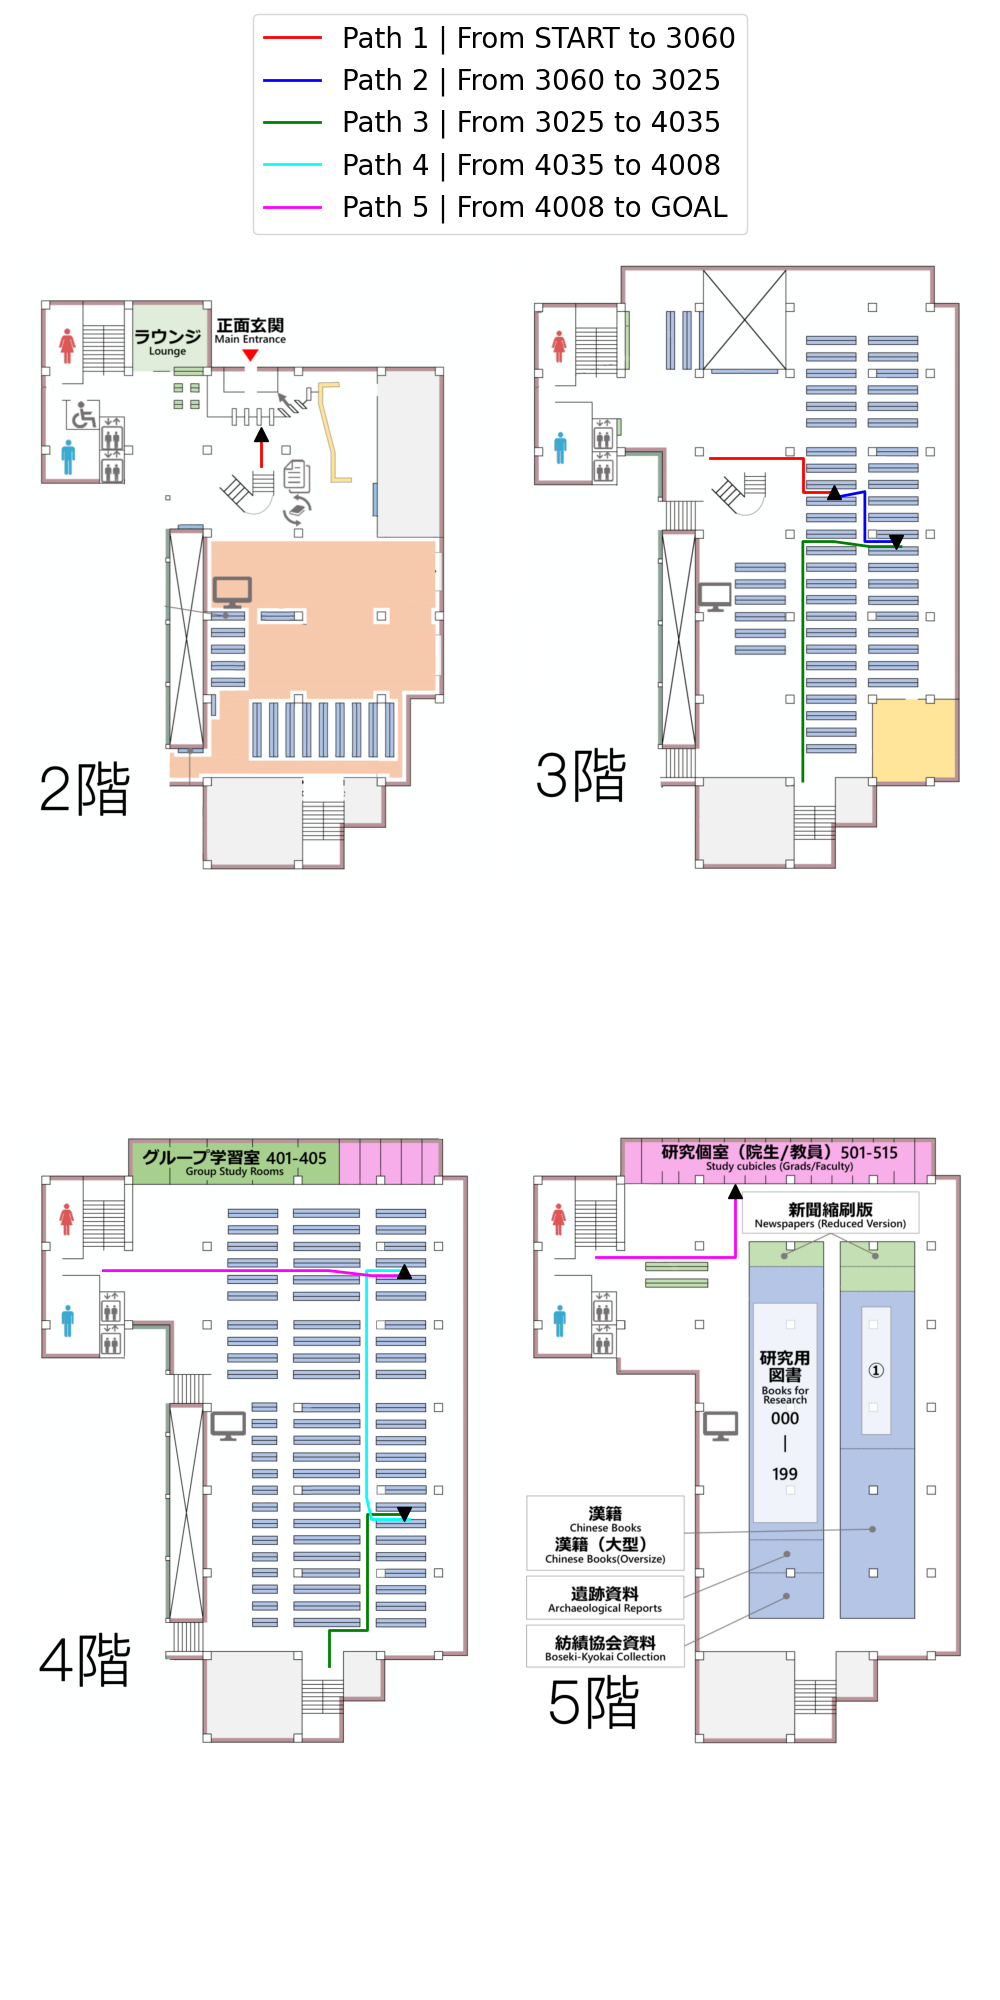 Path 1 | From START to 3060
Path 2 | From 3060 to 3025
Path 3 | From 3025 to 4035
Path 4 | From 4035 to 4008
Path 5 | From 4008 to GOAL
ラウンジ
Lounge
正面玄関
Main Entrance
2階
3階
グループ学習室 401-405
Group Study Rooms
4階
研究個室（院生/教員）501-515
Study cubicles (Grads/Faculty)
新聞縮刷版
Newspapers (Reduced Version)
研究用
図書
Books for
Research
000
|
199
①
漢籍
Chinese Books
漢籍（大型）
Chinese Books(Oversize)
遺跡資料
Archaeological Reports
紡績協会資料
Boseki-Kyokai Collection
5階